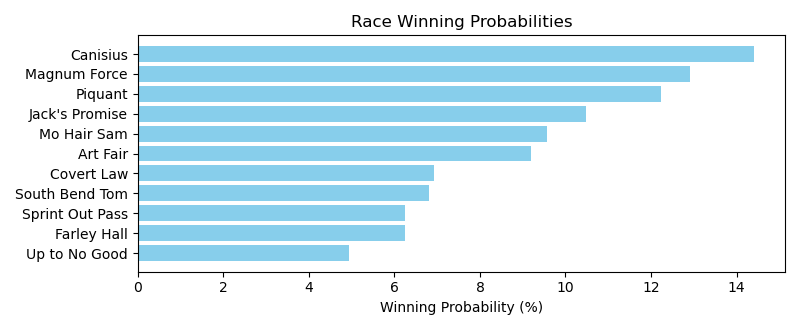 Race Winning Probabilities
Canisius
Magnum Force
Piquant
Jack's Promise
Mo Hair Sam
Art Fair
Covert Law
South Bend Tom
Sprint Out Pass
Farley Hall
Up to No Good
0 2 4 6 8 10 12 14
Winning Probability (%)